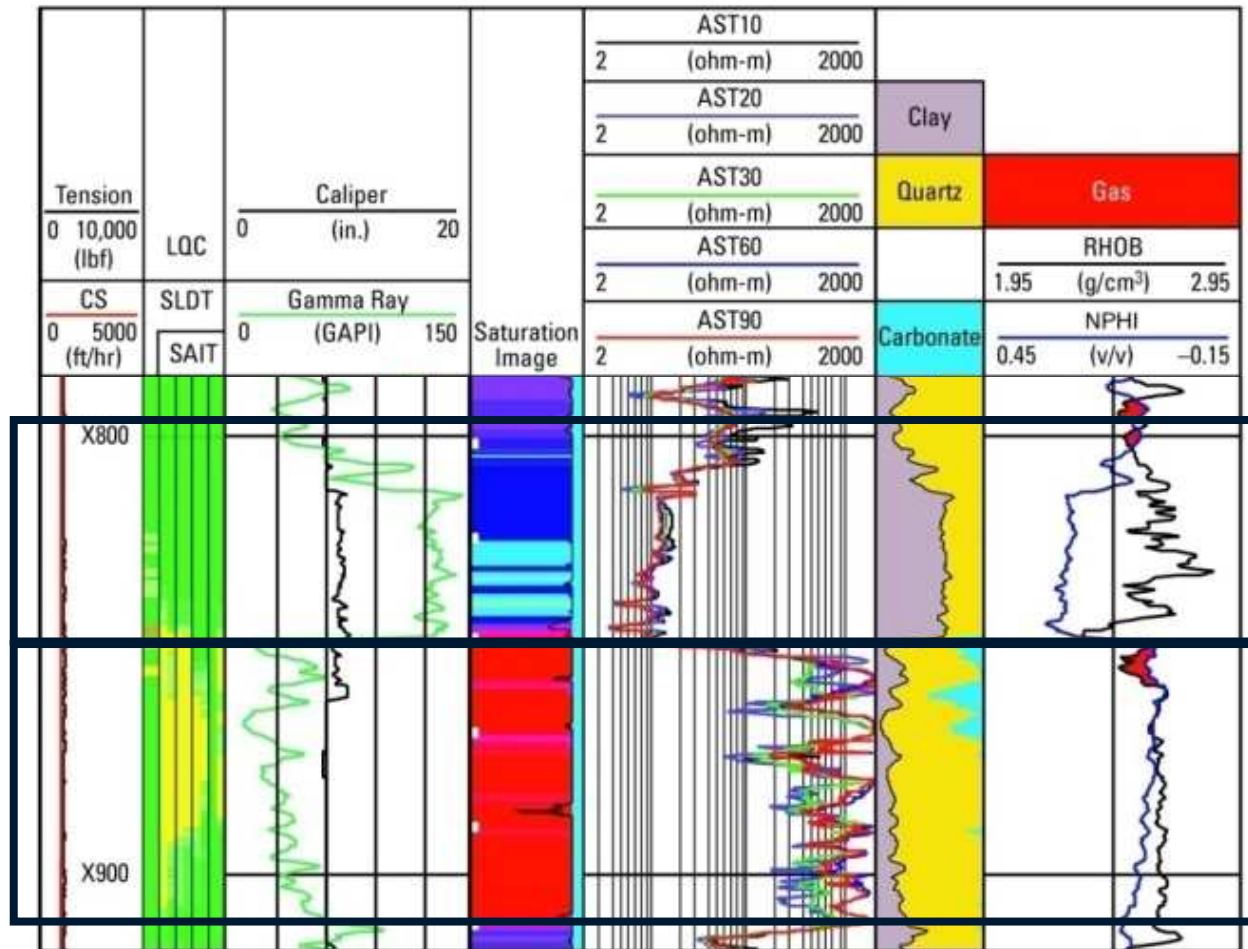 Tension
0 10,000
(lbf)
CS
0 5000
(ft/hr)
LQC
SLDT
SAIT
Caliper
0 (in.) 20
Gamma Ray
0 (GAPI) 150
Saturation
Image
AST10
2 (ohm-m) 2000
AST20
2 (ohm-m) 2000
AST30
2 (ohm-m) 2000
AST60
2 (ohm-m) 2000
AST90
2 (ohm-m) 2000
Clay
Quartz
Carbonate
Gas
RHOB
1.95 (g/cm³) 2.95
NPHI
0.45 (v/v) –0.15
X800
X900